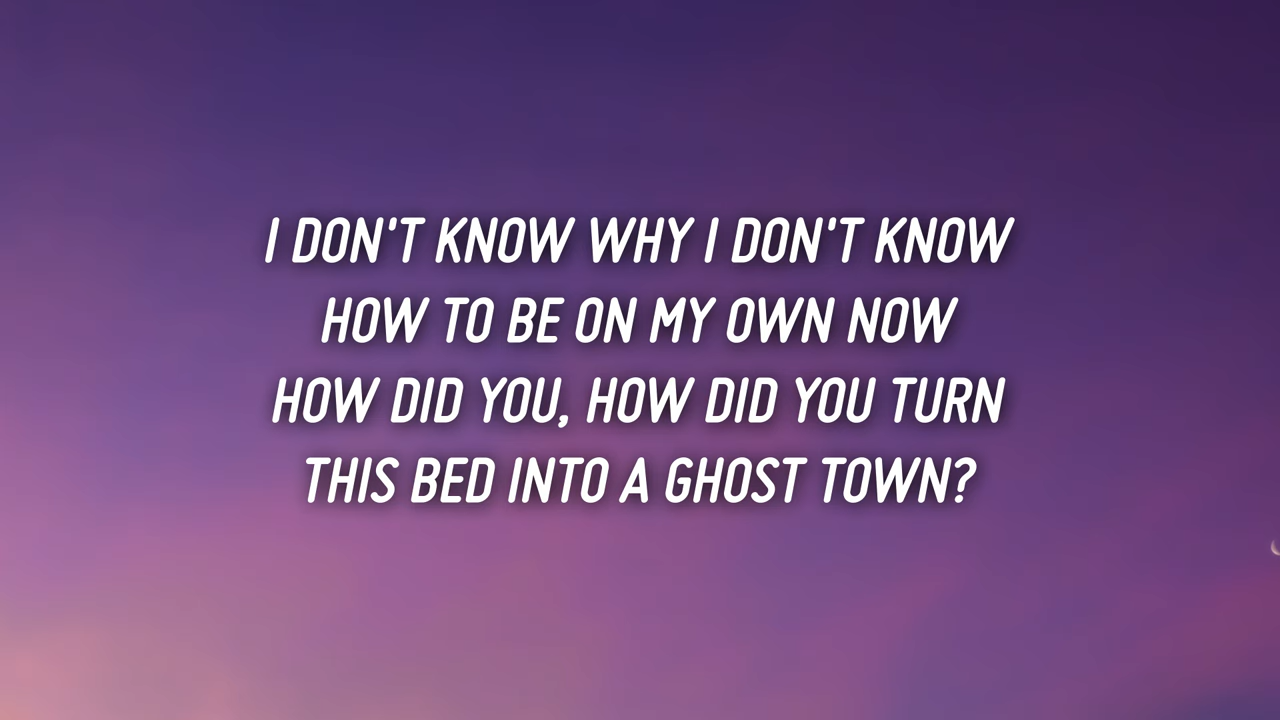 I DON'T KNOW WHY I DON'T KNOW
HOW TO BE ON MY OWN NOW
HOW DID YOU, HOW DID YOU TURN
THIS BED INTO A GHOST TOWN?